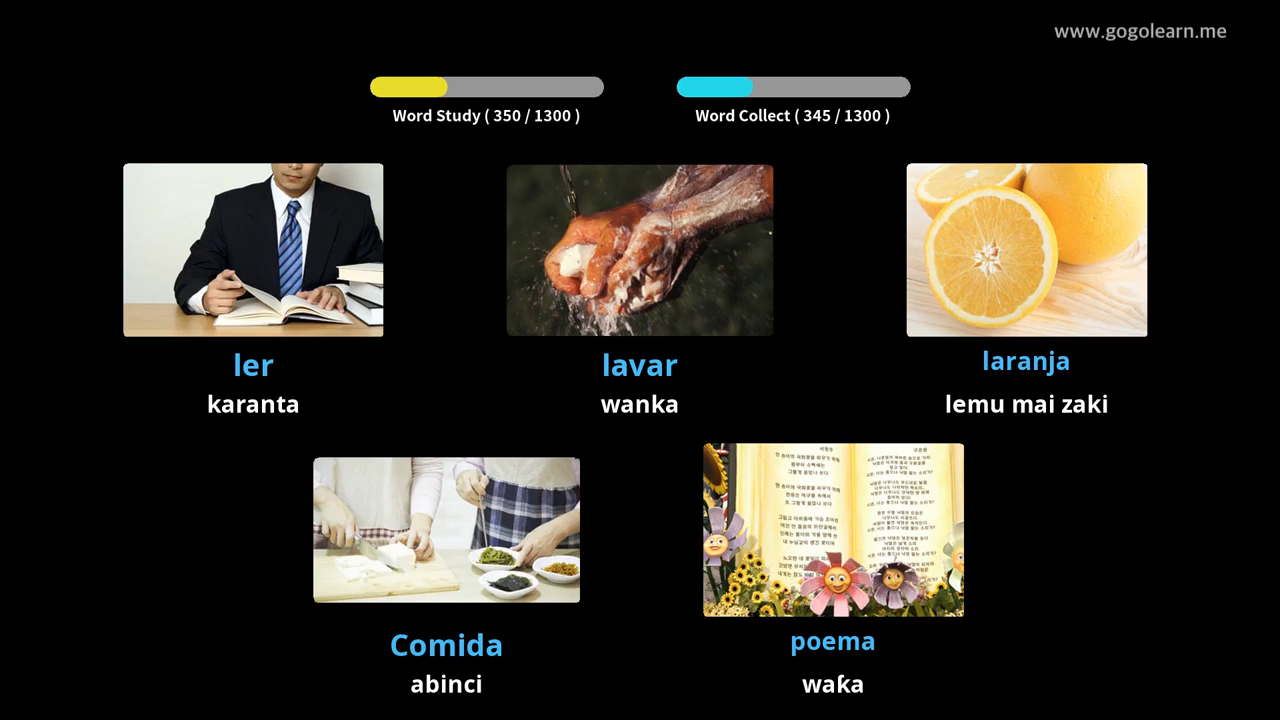 www.gogolearn.me
Word Study ( 350 / 1300 )
Word Collect ( 345 / 1300 )
ler
karanta
lavar
wanka
laranja
lemu mai zaki
Comida
abinci
poema
waƙa